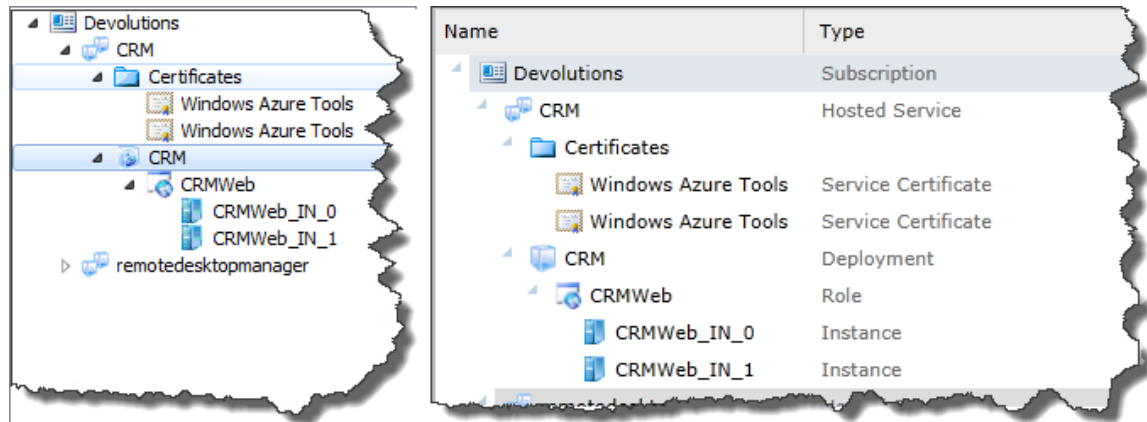 Devolutions
CRM
Certificates
Windows Azure Tools
Windows Azure Tools
CRM
CRMWeb
CRMWeb_IN_0
CRMWeb_IN_1
remotedesktopmanager
Name Type
Devolutions Subscription
CRM Hosted Service
Certificates
Windows Azure Tools Service Certificate
Windows Azure Tools Service Certificate
CRM Deployment
CRMWeb Role
CRMWeb_IN_0 Instance
CRMWeb_IN_1 Instance